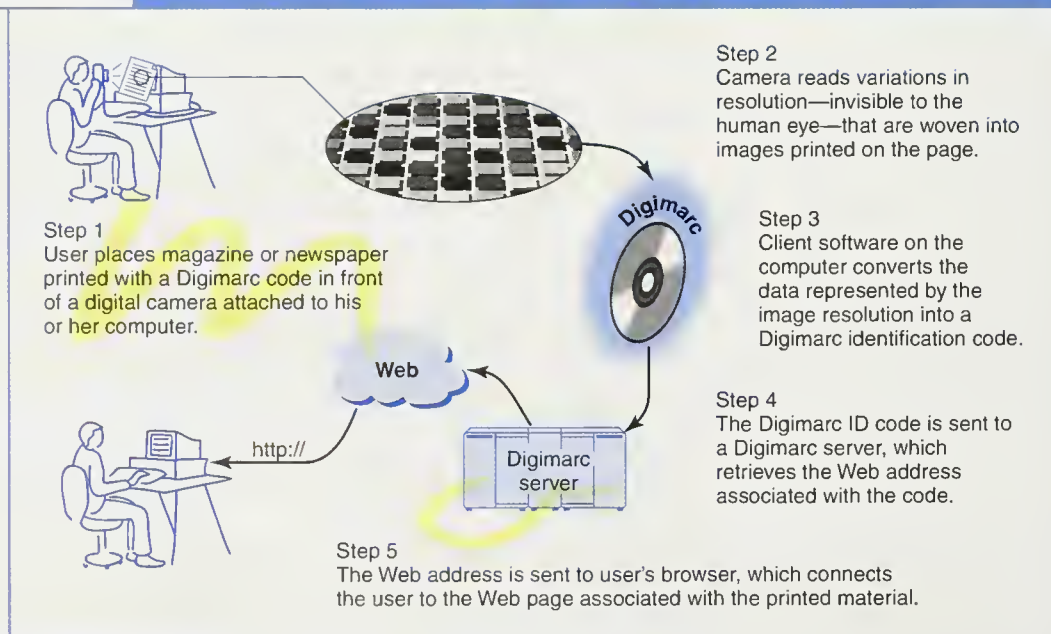 Step 1
User places magazine or newspaper
printed with a Digimarc code in front
of a digital camera attached to his
or her computer.
Step 2
Camera reads variations in
resolution—invisible to the
human eye—that are woven into
images printed on the page.
Digimarc
Step 3
Client software on the
computer converts the
data represented by the
image resolution into a
Digimarc identification code.
Step 4
The Digimarc ID code is sent to
a Digimarc server, which
retrieves the Web address
associated with the code.
Digimarc
server
Web
http://
Step 5
The Web address is sent to user's browser, which connects
the user to the Web page associated with the printed material.